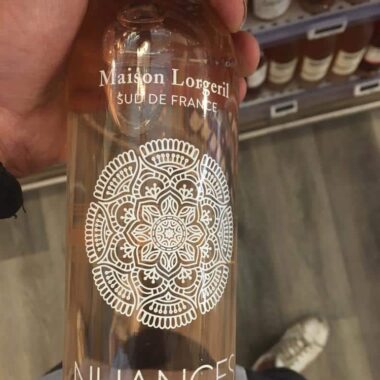 Maison Lorgeril
SUD DE FRANCE
NUANCES